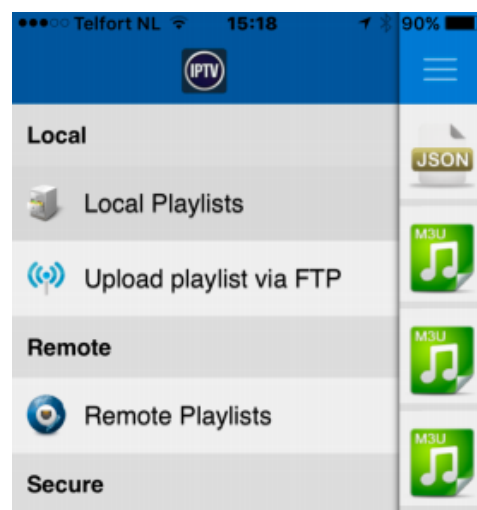 Telfort NL 15:18 90%
IPTV
Local
JSON
Local Playlists
M3U
Upload playlist via FTP
Remote
M3U
Remote Playlists
M3U
Secure